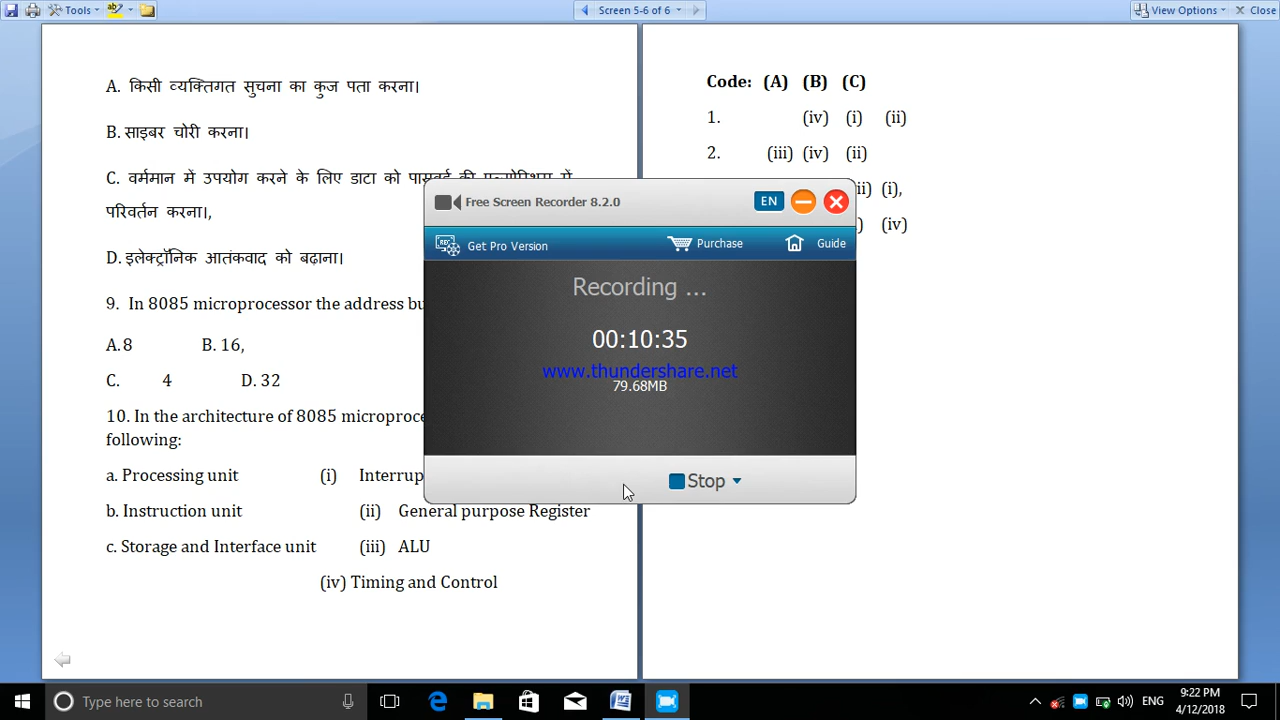 Tools
Screen 5-6 of 6
View Options
Close
A. किसी व्यक्तिगत सुचना का कुज पता करना।
B. साइबर चोरी करना।
C. वर्ममान में उपयोग करने के लिए डाटा को
परिवर्तन करना।,
D. इलेक्ट्रॉनिक आतंकवाद को बढ़ाना।
9. In 8085 microprocessor the address
A. 8 B. 16,
C. 4 D. 32
10. In the architecture of 8085
following:
a. Processing unit (i)
b. Instruction unit (ii) General purpose Register
c. Storage and Interface unit (iii) ALU
(iv) Timing and Control
Code: (A) (B) (C)
1. (iv) (i) (ii)
2. (iii) (iv) (ii)
(i),
(iv)
Free Screen Recorder 8.2.0
EN
Get Pro Version
Purchase
Guide
Recording ...
00:10:35
www.thundershare.net
79.68MB
Stop
Type here to search
ENG
9:22 PM
4/12/2018